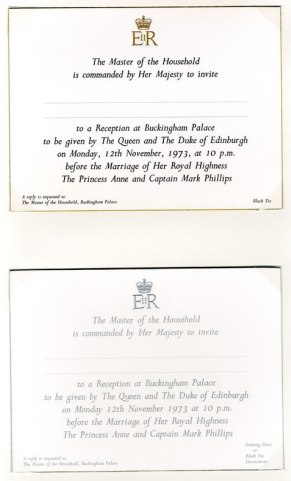 EIIR
The Master of the Household
is commanded by Her Majesty to invite
to a Reception at Buckingham Palace
to be given by The Queen and The Duke of Edinburgh
on Monday, 12th November, 1973, at 10 p.m.
before the Marriage of Her Royal Highness
The Princess Anne and Captain Mark Phillips
A reply is requested to
The Master of the Household, Buckingham Palace
Black Tie
EIIR
The Master of the Household
is commanded by Her Majesty to invite
to a Reception at Buckingham Palace
to be given by The Queen and The Duke of Edinburgh
on Monday 12th November 1973 at 10 p.m.
before the Marriage of Her Royal Highness
The Princess Anne and Captain Mark Phillips
A reply is requested to
The Master of the Household, Buckingham Palace
Evening Dress
or
Black Tie
Decorations